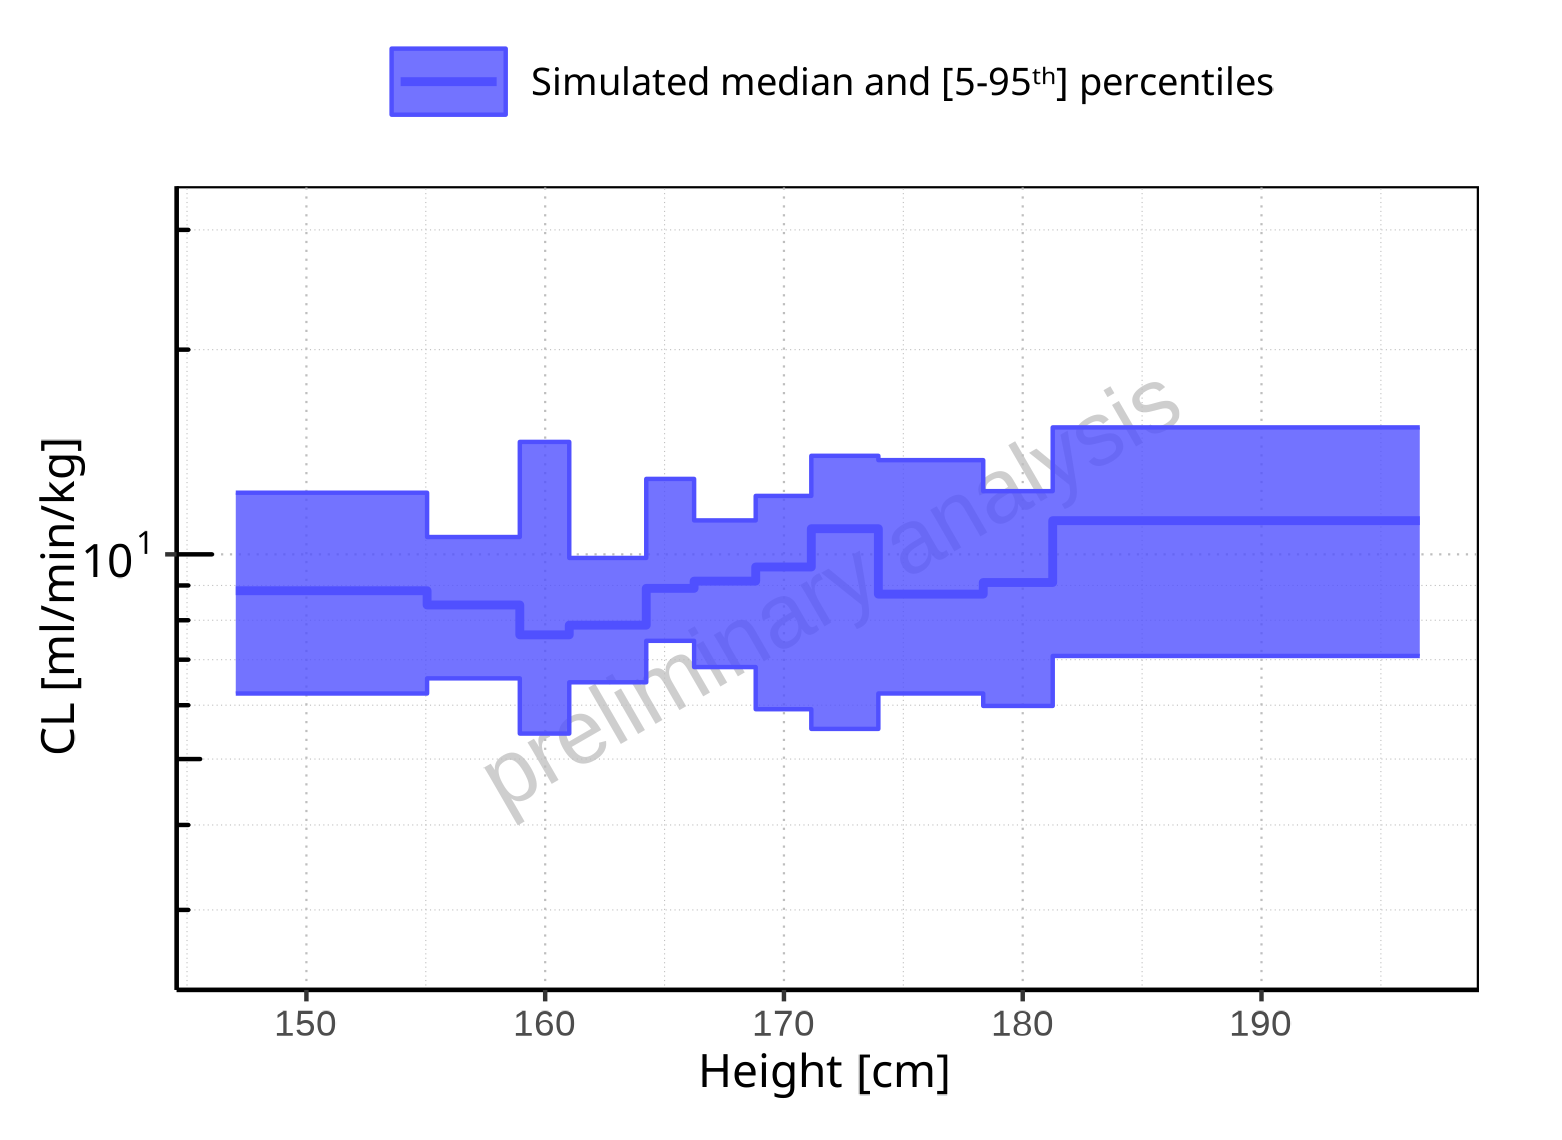 Simulated median and [5-95ᵗʰ] percentiles
CL [ml/min/kg]
10¹
preliminary analysis
150 160 170 180 190
Height [cm]